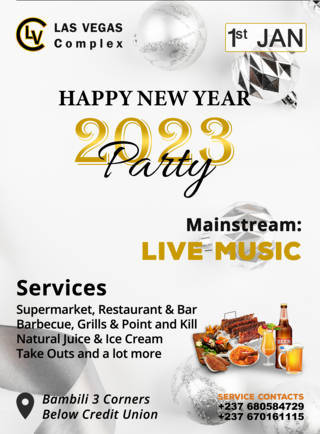 LV
LAS VEGAS
Complex
1st JAN
HAPPY NEW YEAR
2023
Party
Mainstream:
LIVE MUSIC
Services
Supermarket, Restaurant & Bar
Barbecue, Grills & Point and Kill
Natural Juice & Ice Cream
Take Outs and a lot more
BEER
Bambili 3 Corners
Below Credit Union
SERVICE CONTACTS
+237 680584729
+237 670161115